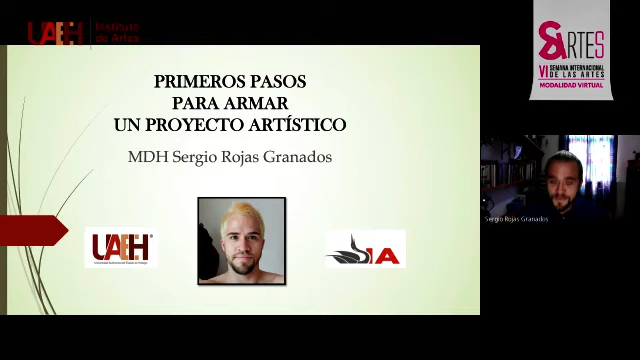 UAEH
Instituto
de Artes
PRIMEROS PASOS
PARA ARMAR
UN PROYECTO ARTÍSTICO
MDH Sergio Rojas Granados
UAEH
IA
SARTES
VI SEMANA INTERNACIONAL
DE LAS ARTES
MODALIDAD VIRTUAL
Sergio Rojas Granados